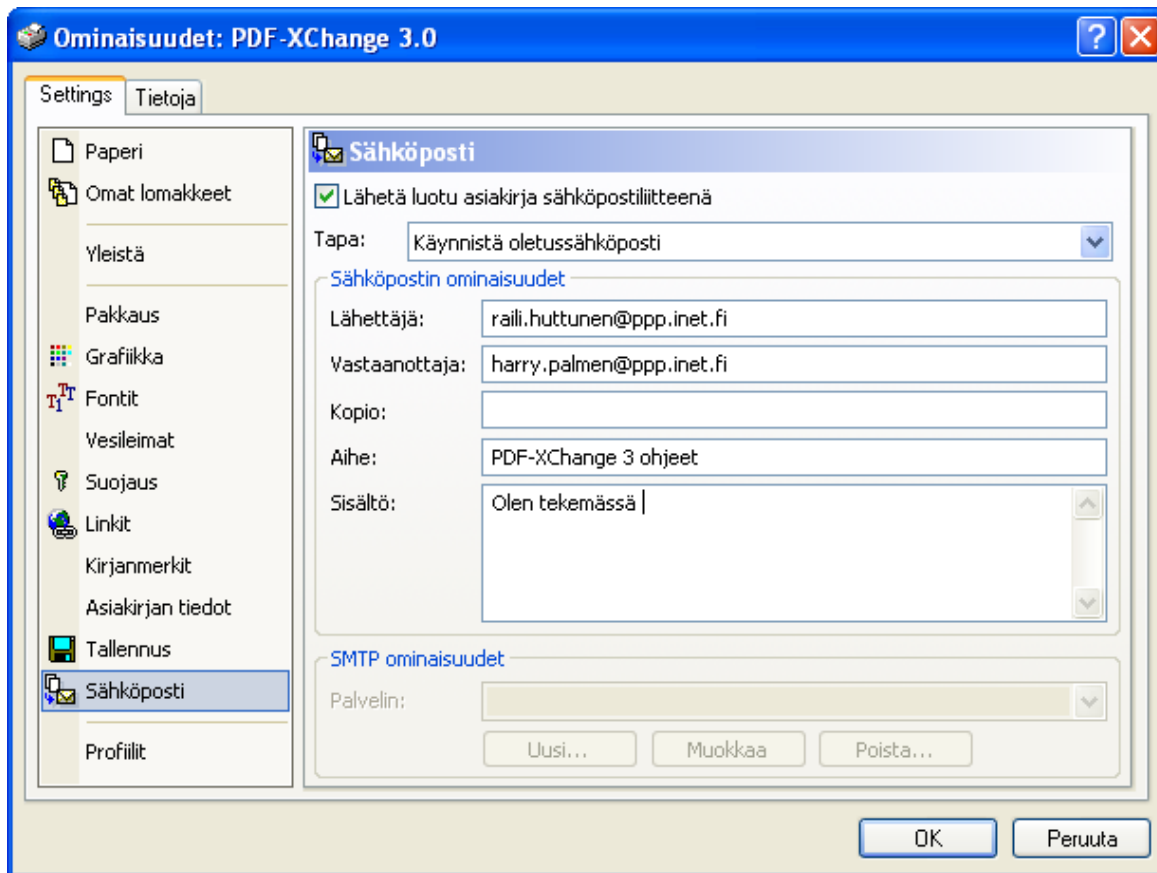 Ominaisuudet: PDF-XChange 3.0
Settings
Tietoja
Paperi
Omat lomakkeet
Yleistä
Pakkaus
Grafiikka
Fontit
Vesileimat
Suojaus
Linkit
Kirjanmerkit
Asiakirjan tiedot
Tallennus
Sähköposti
Profiilit
Sähköposti
Lähetä luotu asiakirja sähköpostiliitteenä
Tapa: Käynnistä oletussähköposti
Sähköpostin ominaisuudet
Lähettäjä: raili.huttunen@ppp.inet.fi
Vastaanottaja: harry.palmen@ppp.inet.fi
Kopio:
Aihe: PDF-XChange 3 ohjeet
Sisältö: Olen tekemässä
SMTP ominaisuudet
Palvelin:
Uusi... Muokkaa Poista...
OK Peruuta